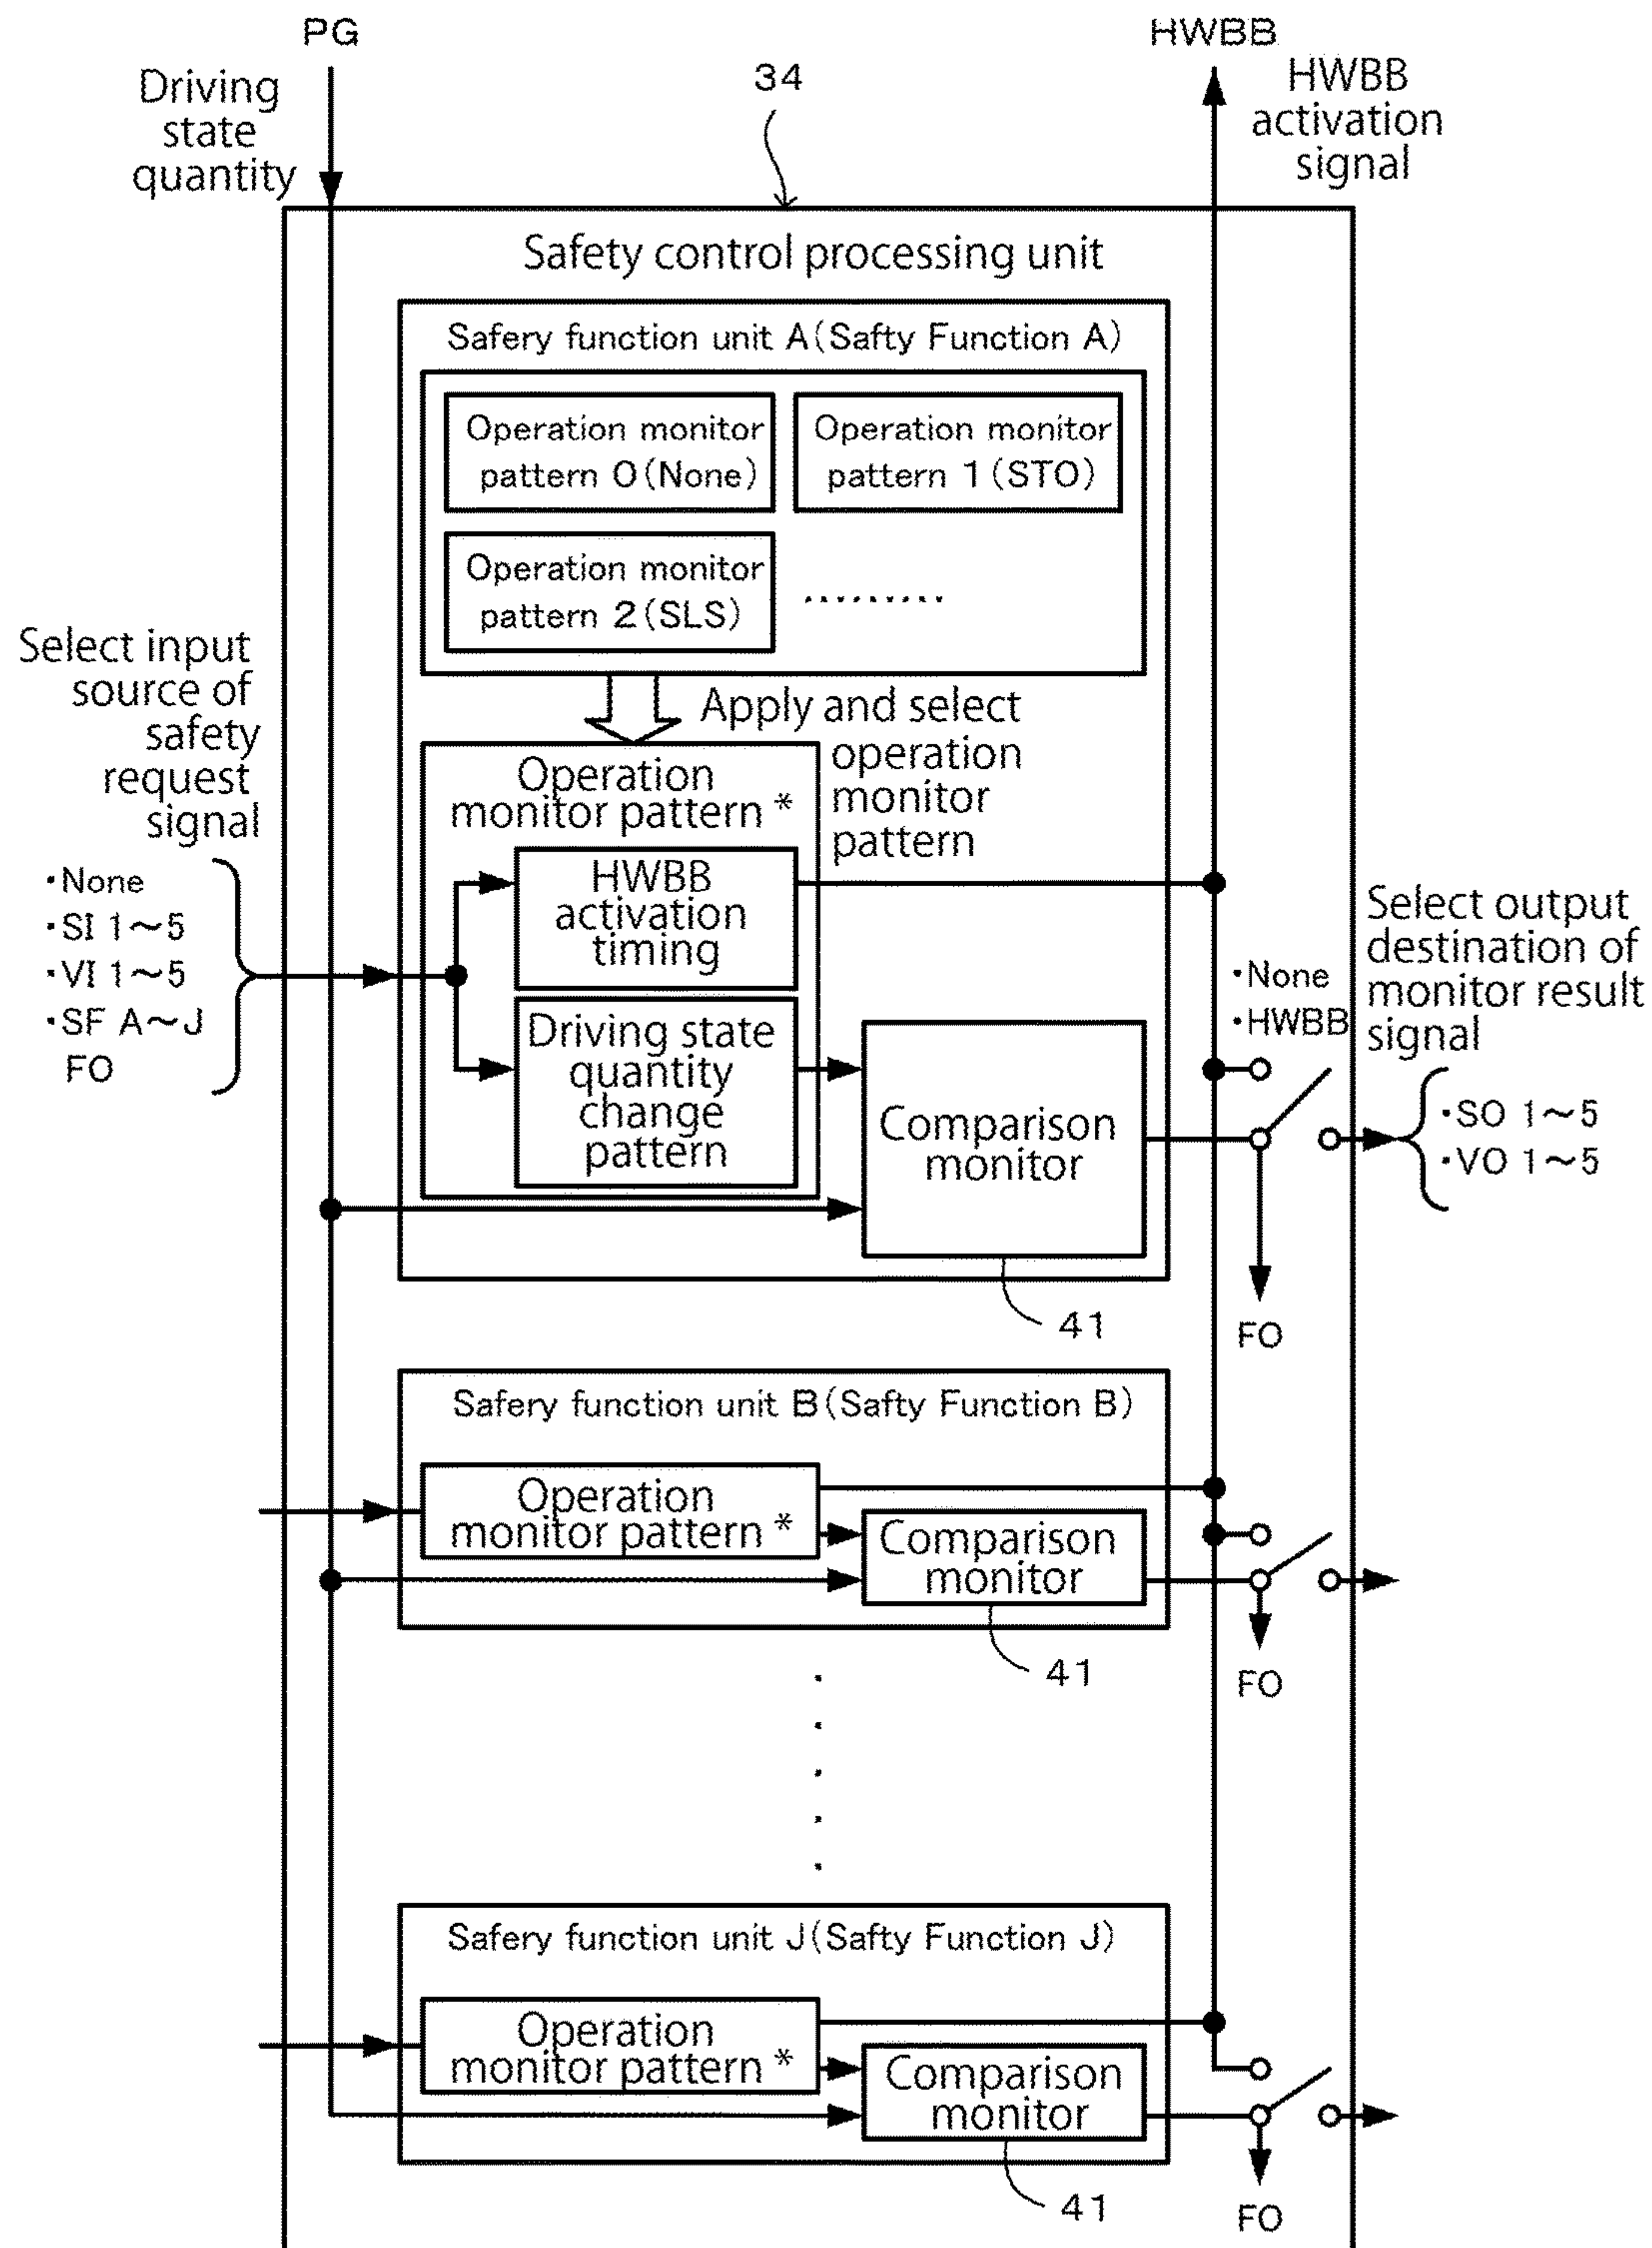 PG
HWBB
Driving
state
quantity
34
HWBB
activation
signal
Safety control processing unit
Safery function unit A(Safty Function A)
Operation monitor
pattern 0(None)
Operation monitor
pattern 1(STO)
Operation monitor
pattern 2(SLS)
·········
Select input
source of
safety
request
signal
・None
・SI 1～5
・VI 1～5
・SF A～J
FO
Apply and select
operation
monitor
pattern
Operation
monitor pattern *
HWBB
activation
timing
Driving state
quantity
change
pattern
Comparison
monitor
41
・None
・HWBB
Select output
destination of
monitor result
signal
・SO 1～5
・VO 1～5
FO
Safery function unit B(Safty Function B)
Operation
monitor pattern *
Comparison
monitor
41
FO
Safery function unit J(Safty Function J)
Operation
monitor pattern *
Comparison
monitor
41
FO